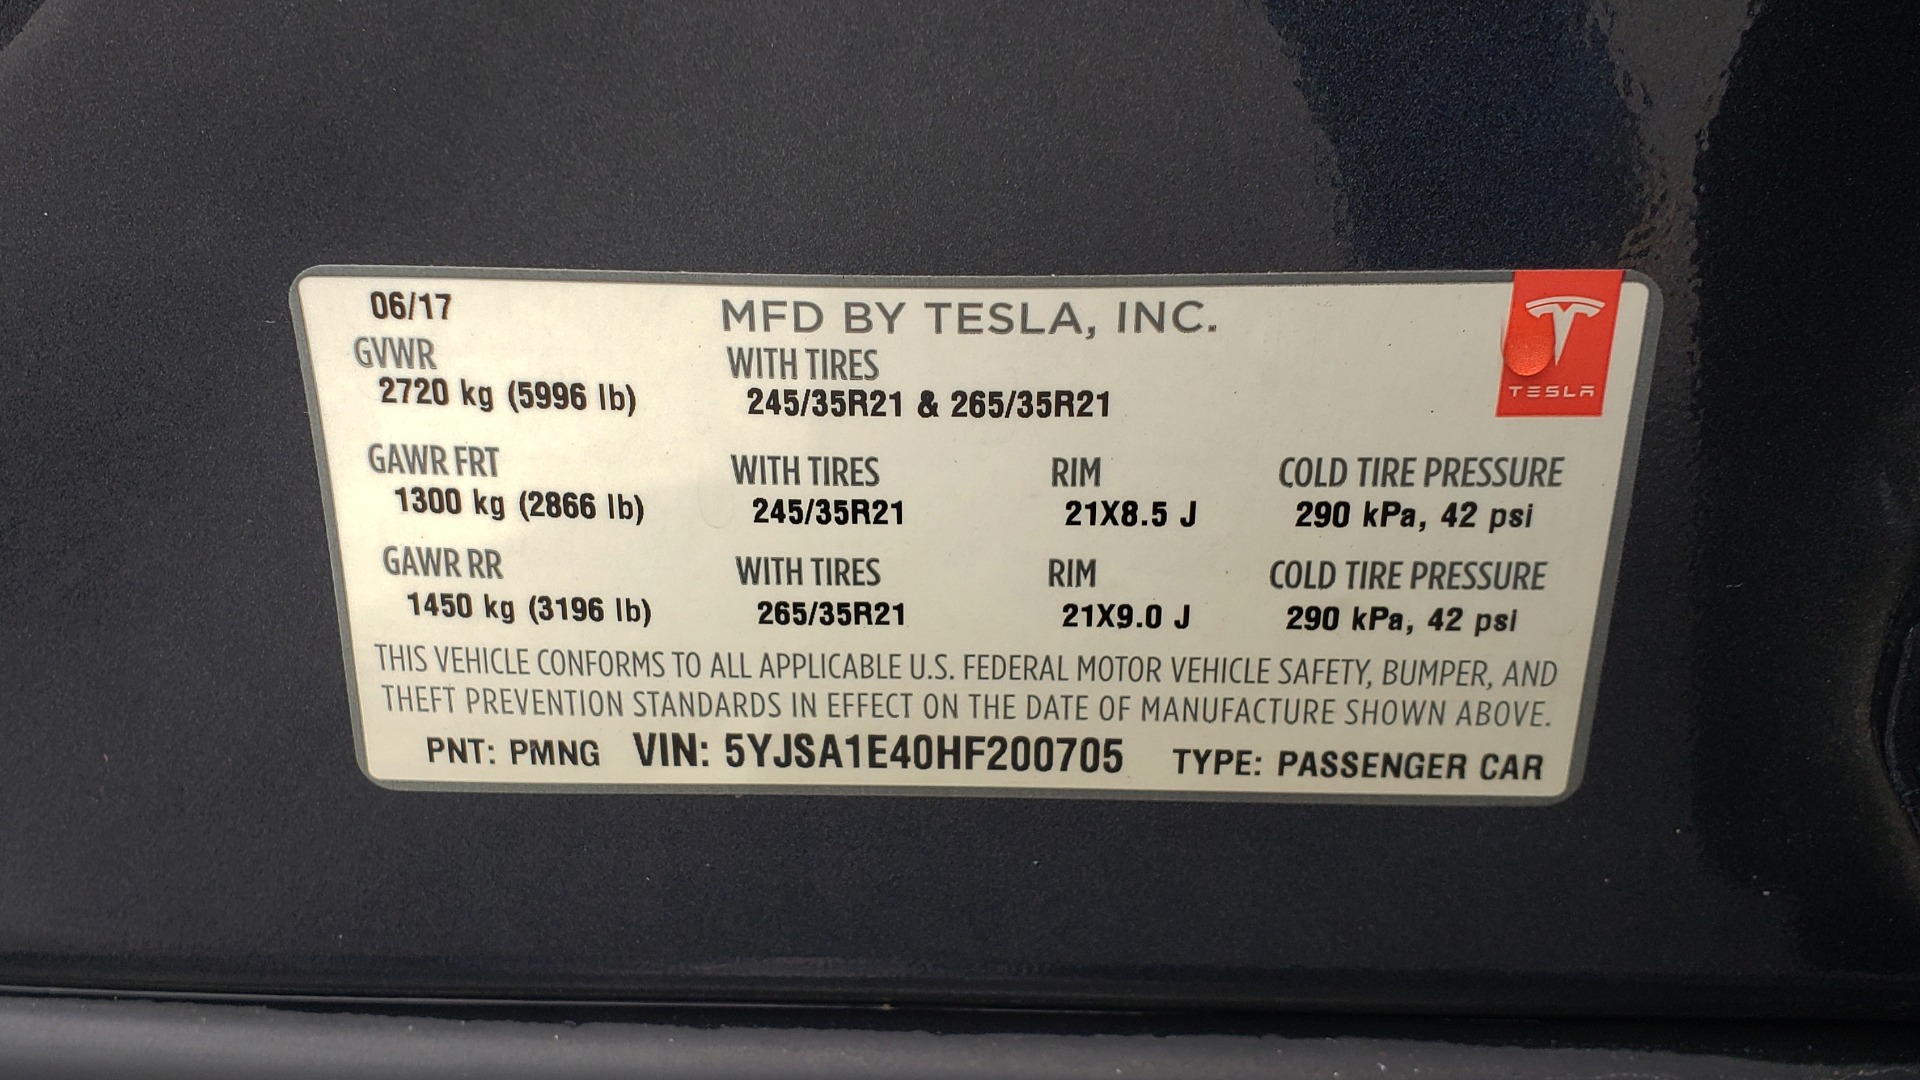 06/17 MFD BY TESLA, INC.
GVWR WITH TIRES
2720 kg (5996 lb) 245/35R21 & 265/35R21
TESLA
GAWR FRT WITH TIRES RIM COLD TIRE PRESSURE
1300 kg (2866 lb) 245/35R21 21X8.5 J 290 kPa, 42 psi
GAWR RR WITH TIRES RIM COLD TIRE PRESSURE
1450 kg (3196 lb) 265/35R21 21X9.0 J 290 kPa, 42 psi
THIS VEHICLE CONFORMS TO ALL APPLICABLE U.S. FEDERAL MOTOR VEHICLE SAFETY, BUMPER, AND
THEFT PREVENTION STANDARDS IN EFFECT ON THE DATE OF MANUFACTURE SHOWN ABOVE.
PNT: PMNG VIN: 5YJSA1E40HF200705 TYPE: PASSENGER CAR